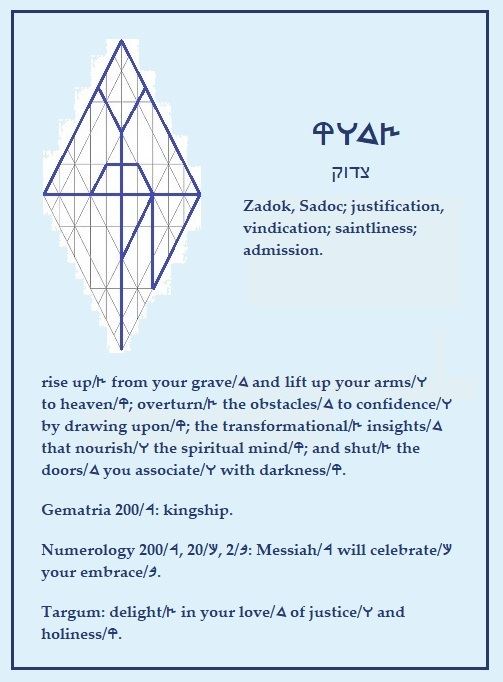 𐤑𐤃𐤅𐤒
צדוק
Zadok, Sadoc; justification,
vindication; saintliness;
admission.
rise up/𐤑 from your grave/𐤃 and lift up your arms/𐤅
to heaven/𐤒; overturn/𐤑 the obstacles/𐤃 to confidence/𐤅
by drawing upon/𐤒; the transformational/𐤑 insights/𐤃
that nourish/𐤅 the spiritual mind/𐤒; and shut/𐤑 the
doors/𐤃 you associate/𐤅 with darkness/𐤒.
Gematria 200/𐤓: kingship.
Numerology 200/𐤓, 20/𐤊, 2/𐤁: Messiah/𐤓 will celebrate/𐤊
your embrace/𐤁.
Targum: delight/𐤑 in your love/𐤃 of justice/𐤅 and
holiness/𐤒.